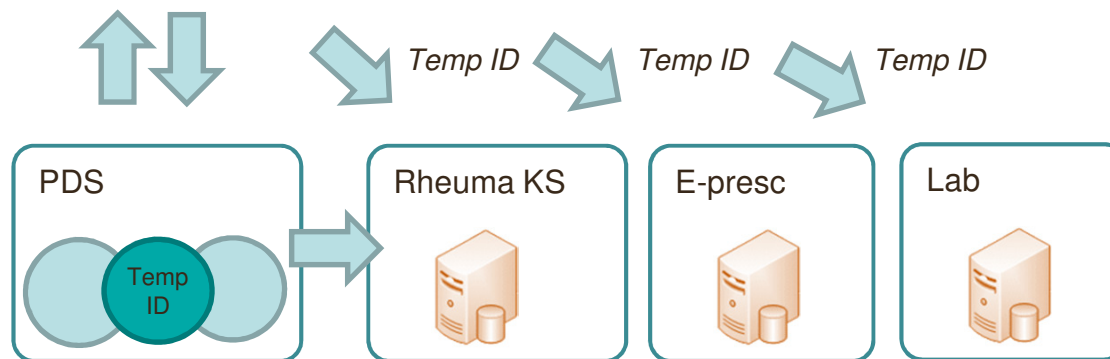 Temp ID
Temp ID
Temp ID
PDS
Temp
ID
Rheuma KS
E-presc
Lab